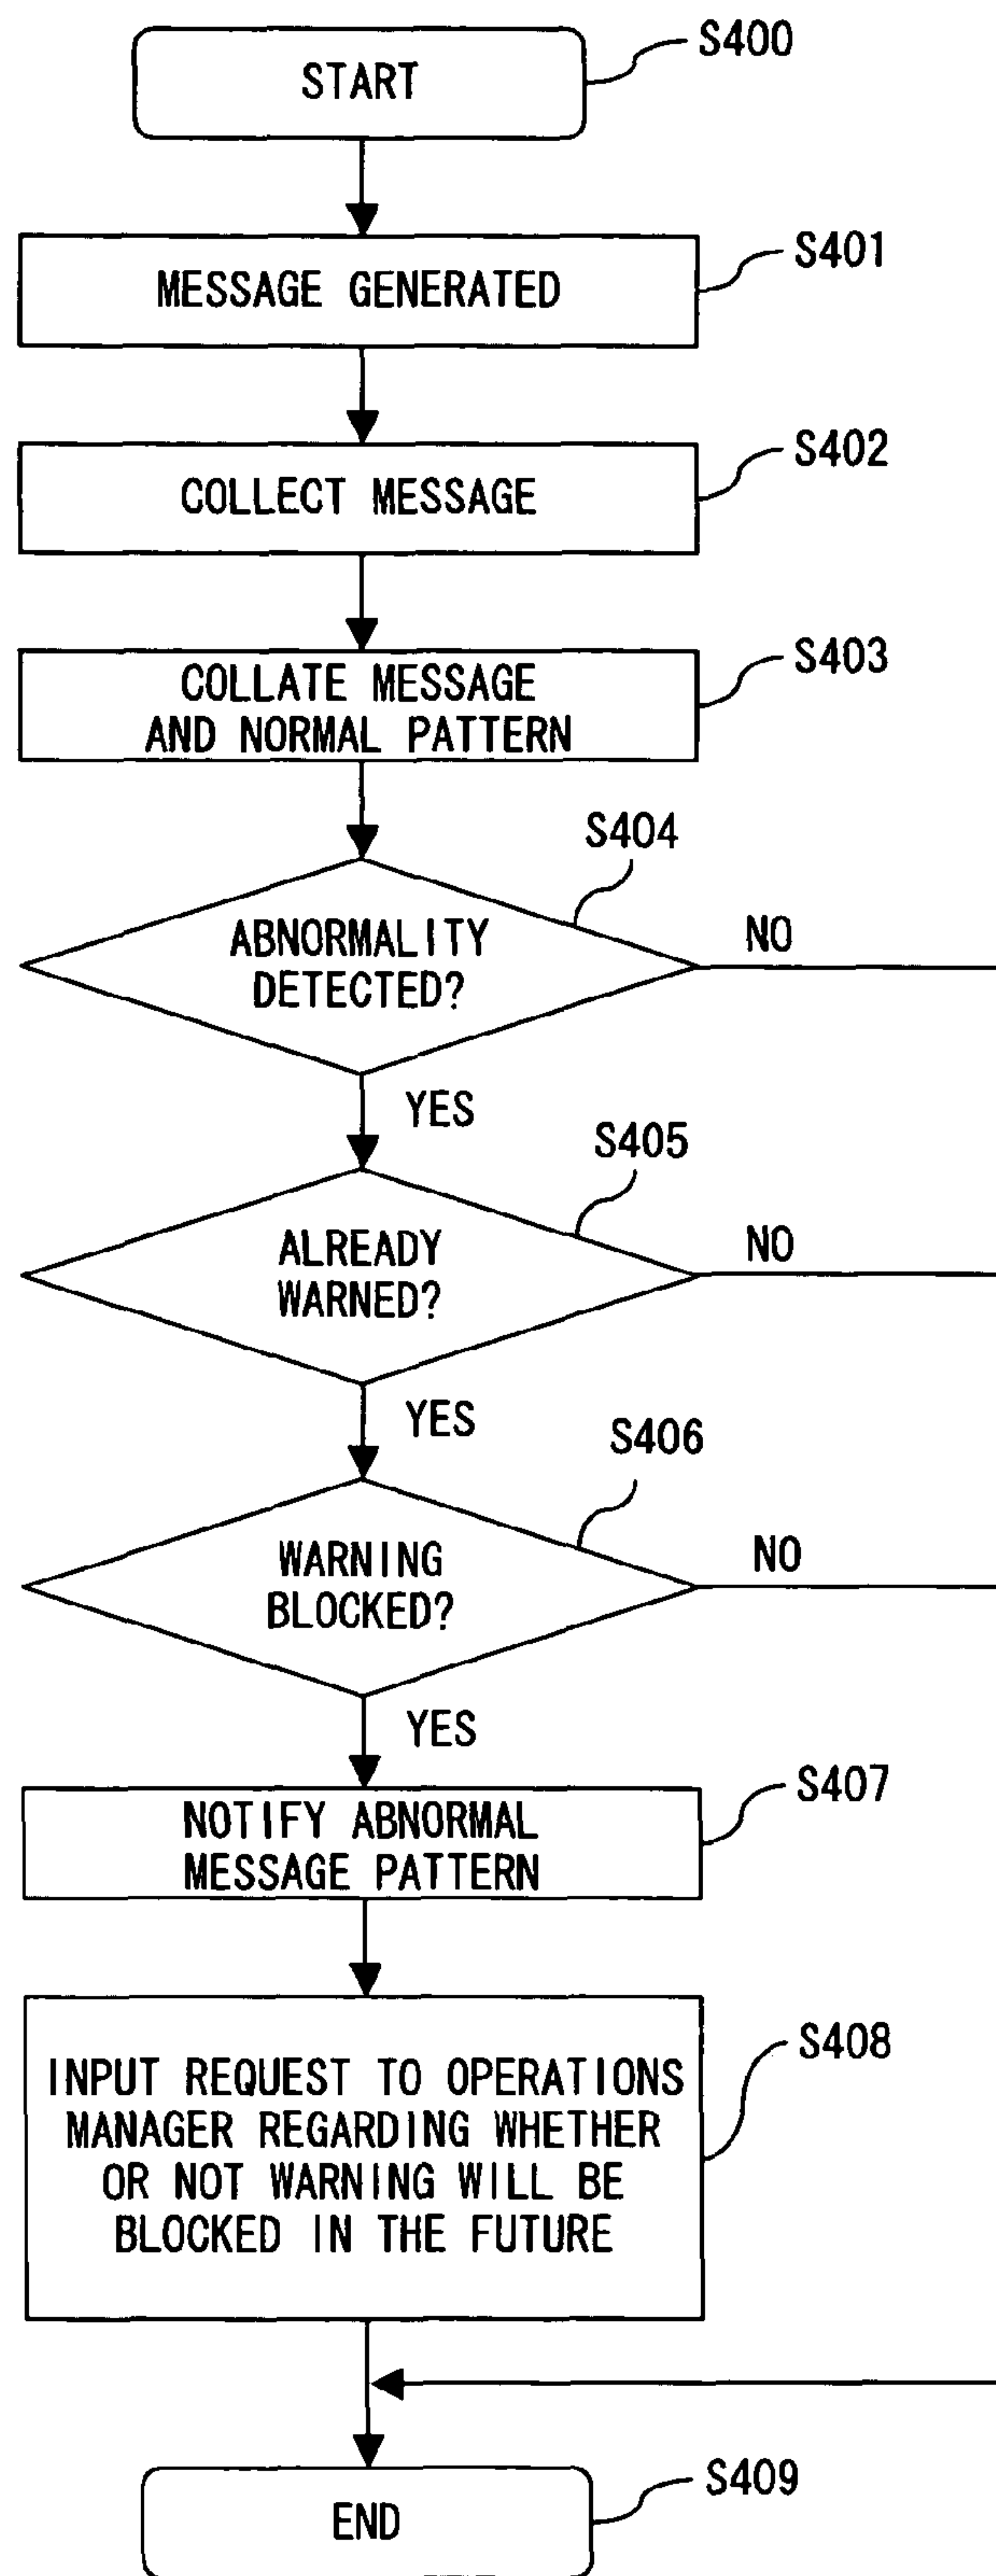 START
S400
MESSAGE GENERATED
S401
COLLECT MESSAGE
S402
COLLATE MESSAGE
AND NORMAL PATTERN
S403
S404
ABNORMALITY
DETECTED?
NO
YES
S405
ALREADY
WARNED?
NO
YES
S406
WARNING
BLOCKED?
NO
YES
NOTIFY ABNORMAL
MESSAGE PATTERN
S407
INPUT REQUEST TO OPERATIONS
MANAGER REGARDING WHETHER
OR NOT WARNING WILL BE
BLOCKED IN THE FUTURE
S408
END
S409